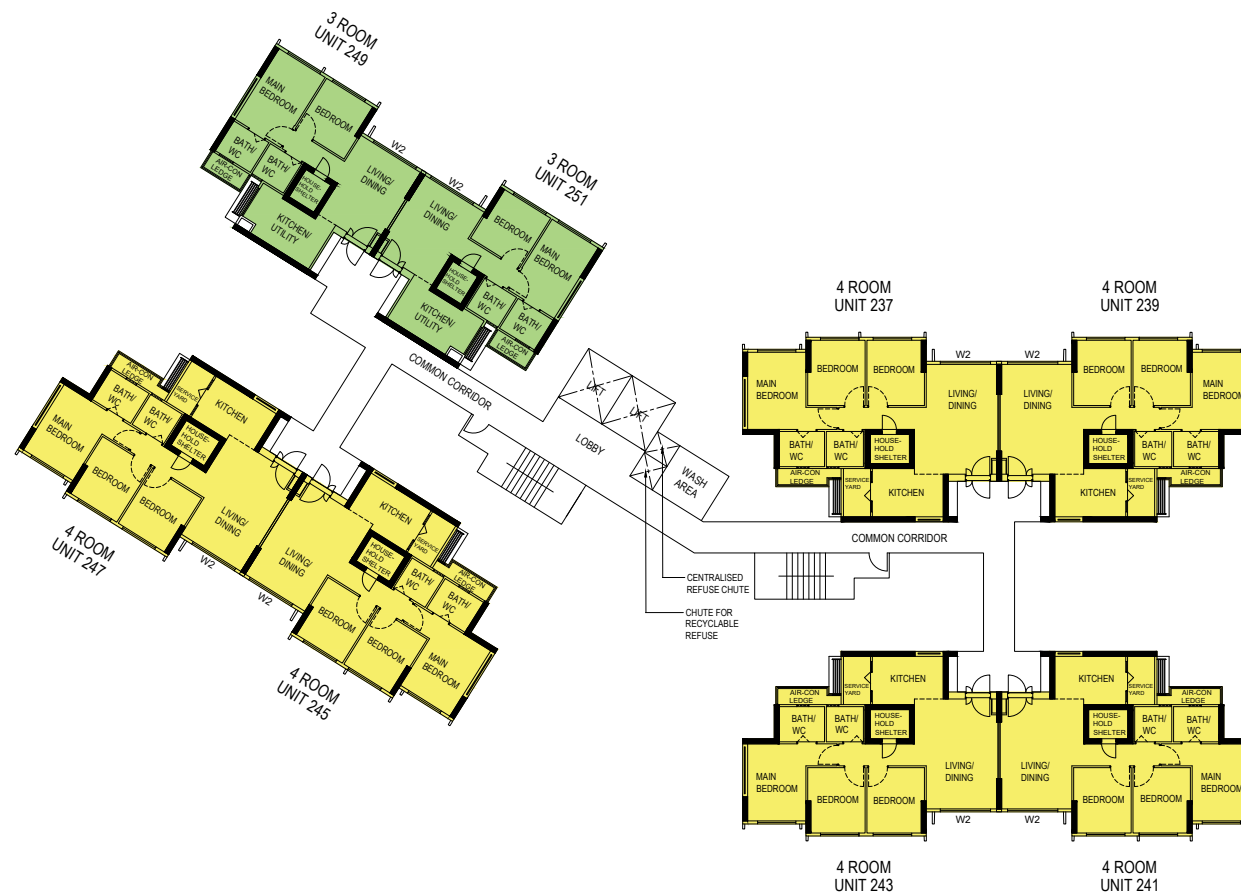 3 ROOM
UNIT 249
MAIN
BEDROOM
BEDROOM
BATH/
WC
BATH/
WC
AIR-CON
LEDGE
HOUSE-
HOLD
SHELTER
LIVING/
DINING
W2
KITCHEN/
UTILITY
3 ROOM
UNIT 251
W2
LIVING/
DINING
BEDROOM
MAIN
BEDROOM
HOUSE-
HOLD
SHELTER
BATH/
WC
BATH/
WC
KITCHEN/
UTILITY
AIR-CON
LEDGE
COMMON CORRIDOR
LIFT
LIFT
LOBBY
WASH
AREA
CENTRALISED
REFUSE CHUTE
CHUTE FOR
RECYCLABLE
REFUSE
COMMON CORRIDOR
4 ROOM
UNIT 237
MAIN
BEDROOM
BEDROOM
BEDROOM
W2
LIVING/
DINING
BATH/
WC
BATH/
WC
HOUSE-
HOLD
SHELTER
AIR-CON
LEDGE
SERVICE
YARD
KITCHEN
4 ROOM
UNIT 239
W2
LIVING/
DINING
BEDROOM
BEDROOM
MAIN
BEDROOM
HOUSE-
HOLD
SHELTER
BATH/
WC
BATH/
WC
KITCHEN
SERVICE
YARD
AIR-CON
LEDGE
AIR-CON
LEDGE
SERVICE
YARD
KITCHEN
BATH/
WC
BATH/
WC
HOUSE-
HOLD
SHELTER
MAIN
BEDROOM
BEDROOM
BEDROOM
LIVING/
DINING
W2
4 ROOM
UNIT 247
KITCHEN
SERVICE
YARD
AIR-CON
LEDGE
LIVING/
DINING
HOUSE-
HOLD
SHELTER
BATH/
WC
BATH/
WC
W2
BEDROOM
BEDROOM
MAIN
BEDROOM
4 ROOM
UNIT 245
SERVICE
YARD
KITCHEN
AIR-CON
LEDGE
BATH/
WC
BATH/
WC
HOUSE-
HOLD
SHELTER
MAIN
BEDROOM
BEDROOM
BEDROOM
LIVING/
DINING
W2
4 ROOM
UNIT 243
KITCHEN
SERVICE
YARD
AIR-CON
LEDGE
HOUSE-
HOLD
SHELTER
BATH/
WC
BATH/
WC
LIVING/
DINING
BEDROOM
BEDROOM
MAIN
BEDROOM
W2
4 ROOM
UNIT 241